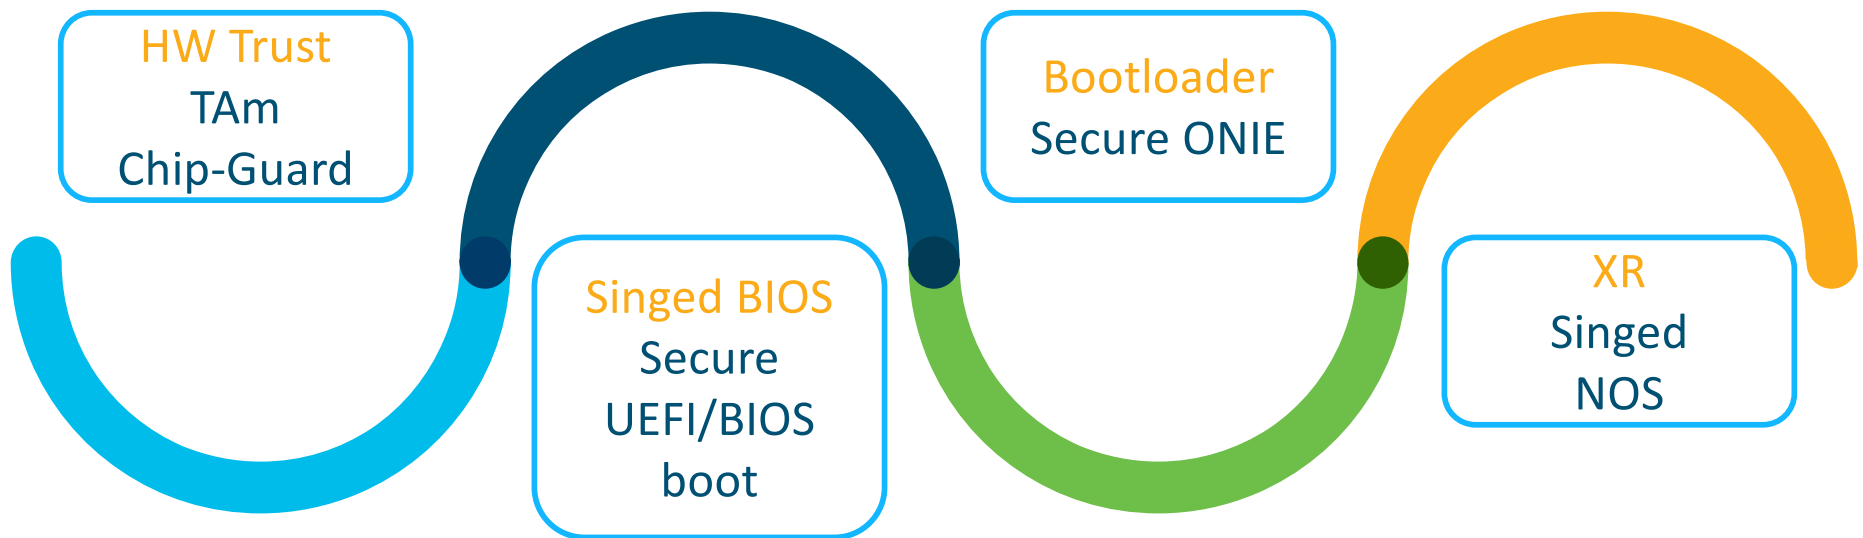 HW Trust
TAm
Chip-Guard
Singed BIOS
Secure
UEFI/BIOS
boot
Bootloader
Secure ONIE
XR
Singed
NOS